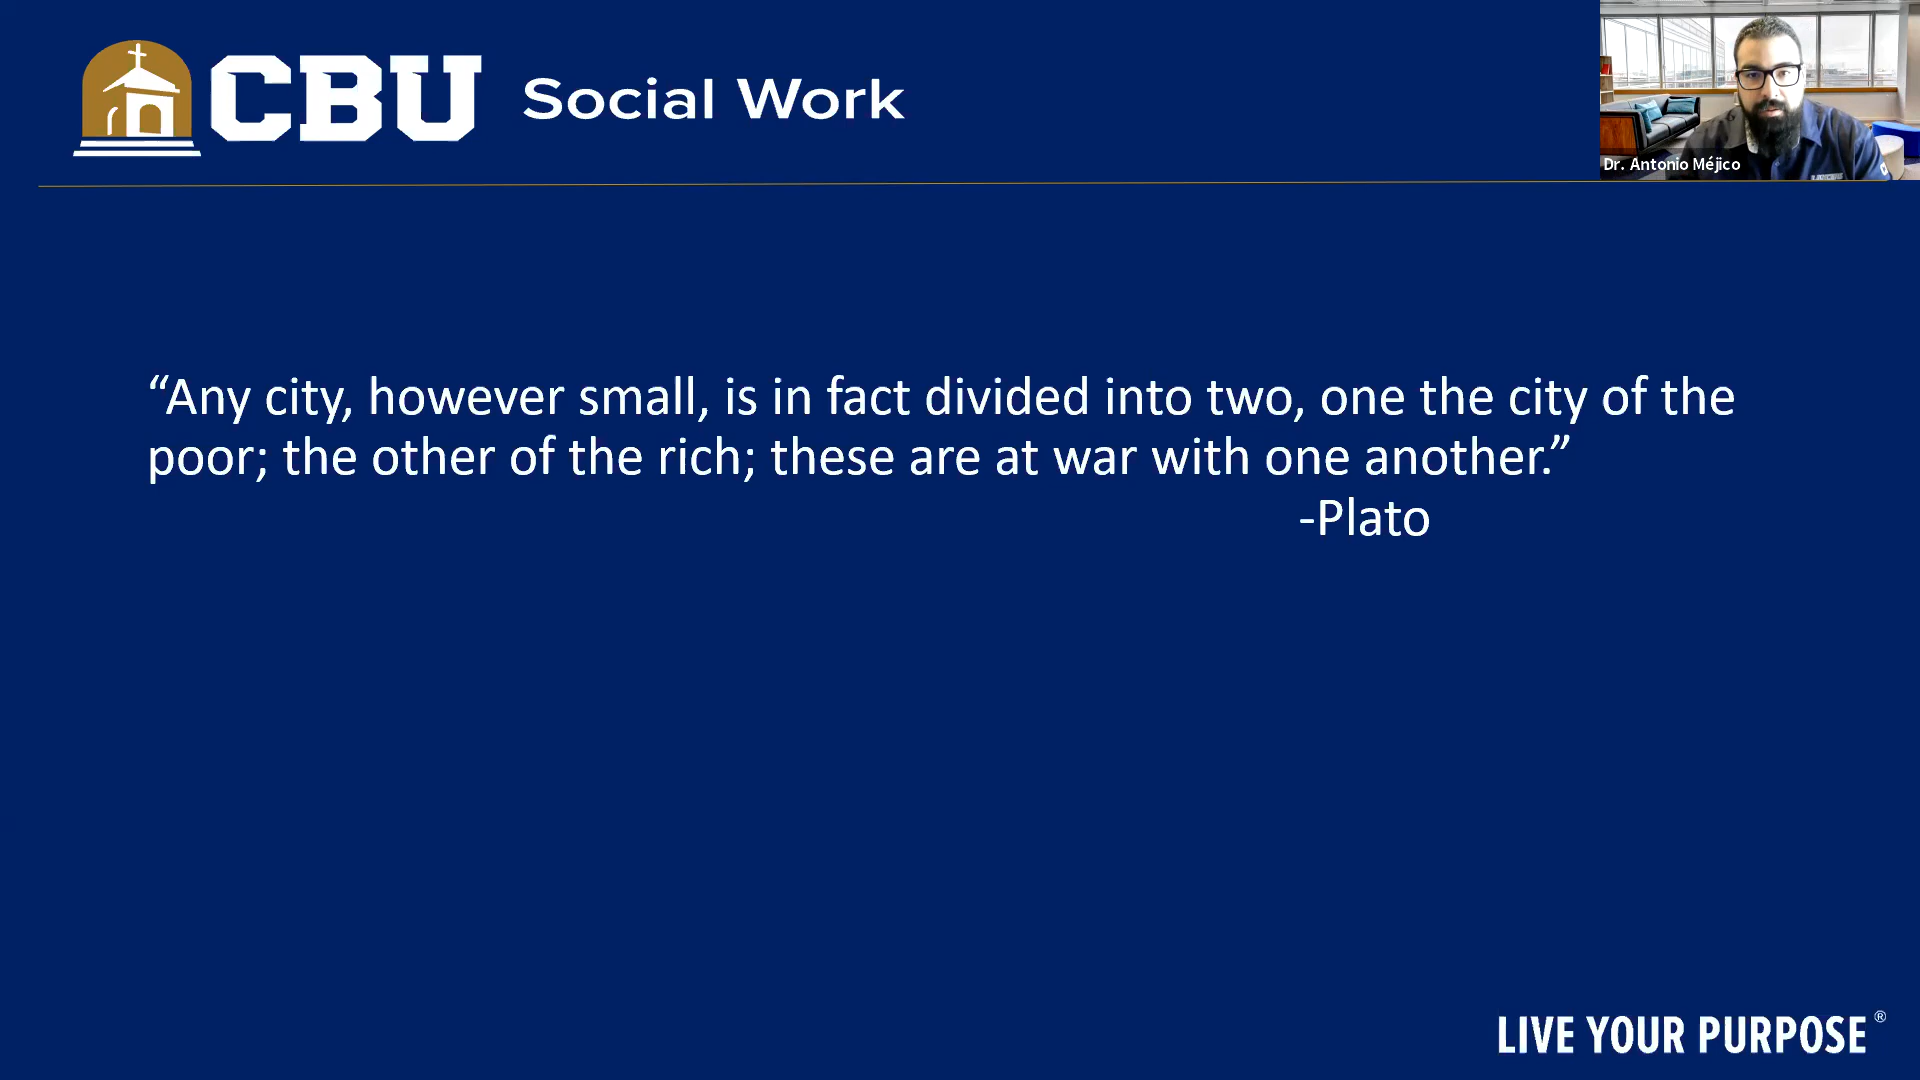 CBU Social Work
Dr. Antonio Méjico
“Any city, however small, is in fact divided into two, one the city of the
poor; the other of the rich; these are at war with one another.”
-Plato
LIVE YOUR PURPOSE®